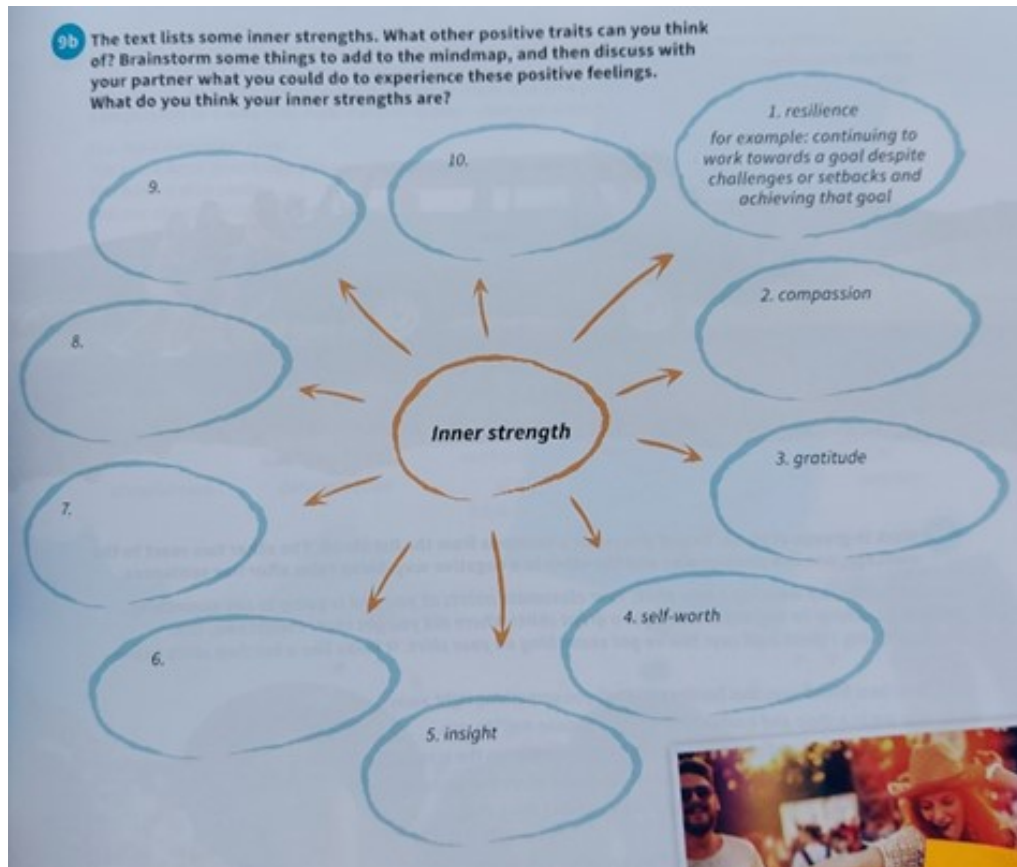 9b The text lists some inner strengths. What other positive traits can you think
of? Brainstorm some things to add to the mindmap, and then discuss with
your partner what you could do to experience these positive feelings.
What do you think your inner strengths are?
1. resilience
for example: continuing to
work towards a goal despite
challenges or setbacks and
achieving that goal
2. compassion
3. gratitude
4. self-worth
5. insight
6.
7.
8.
9.
10.
Inner strength